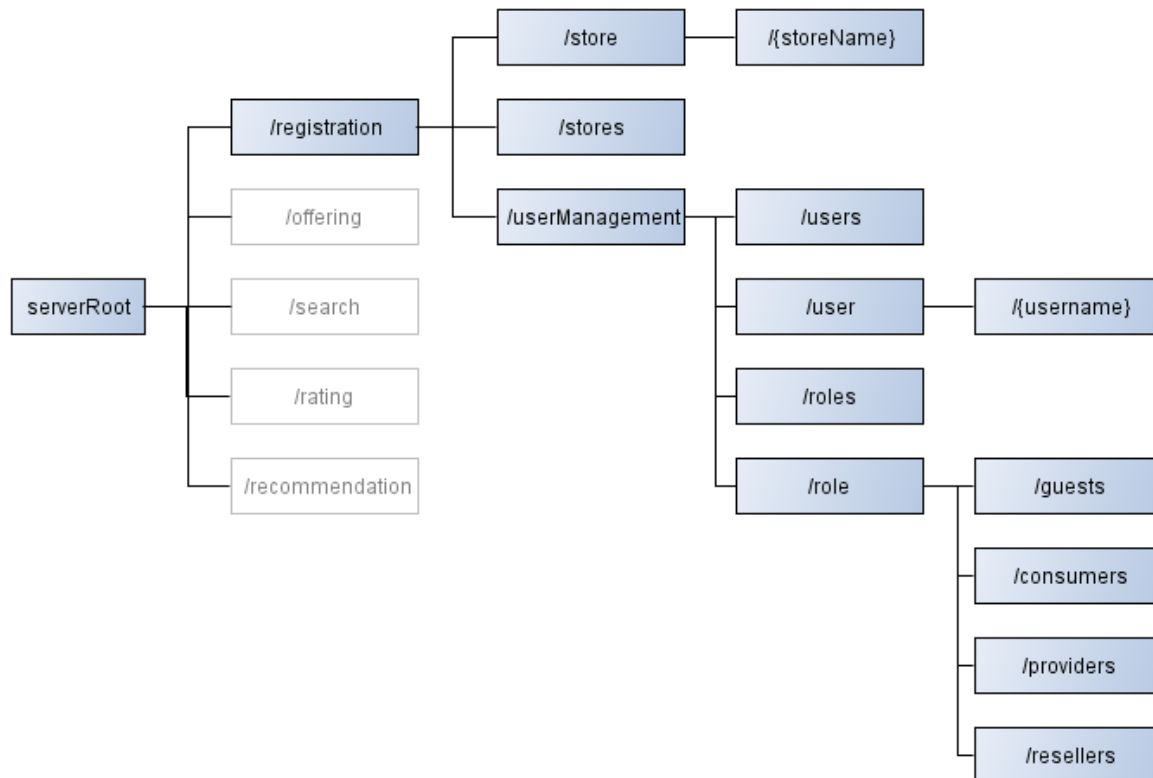 /store
/{storeName}
/registration
/stores
/offering
/userManagement
/users
serverRoot
/search
/user
/{username}
/rating
/roles
/recommendation
/role
/guests
/consumers
/providers
/resellers